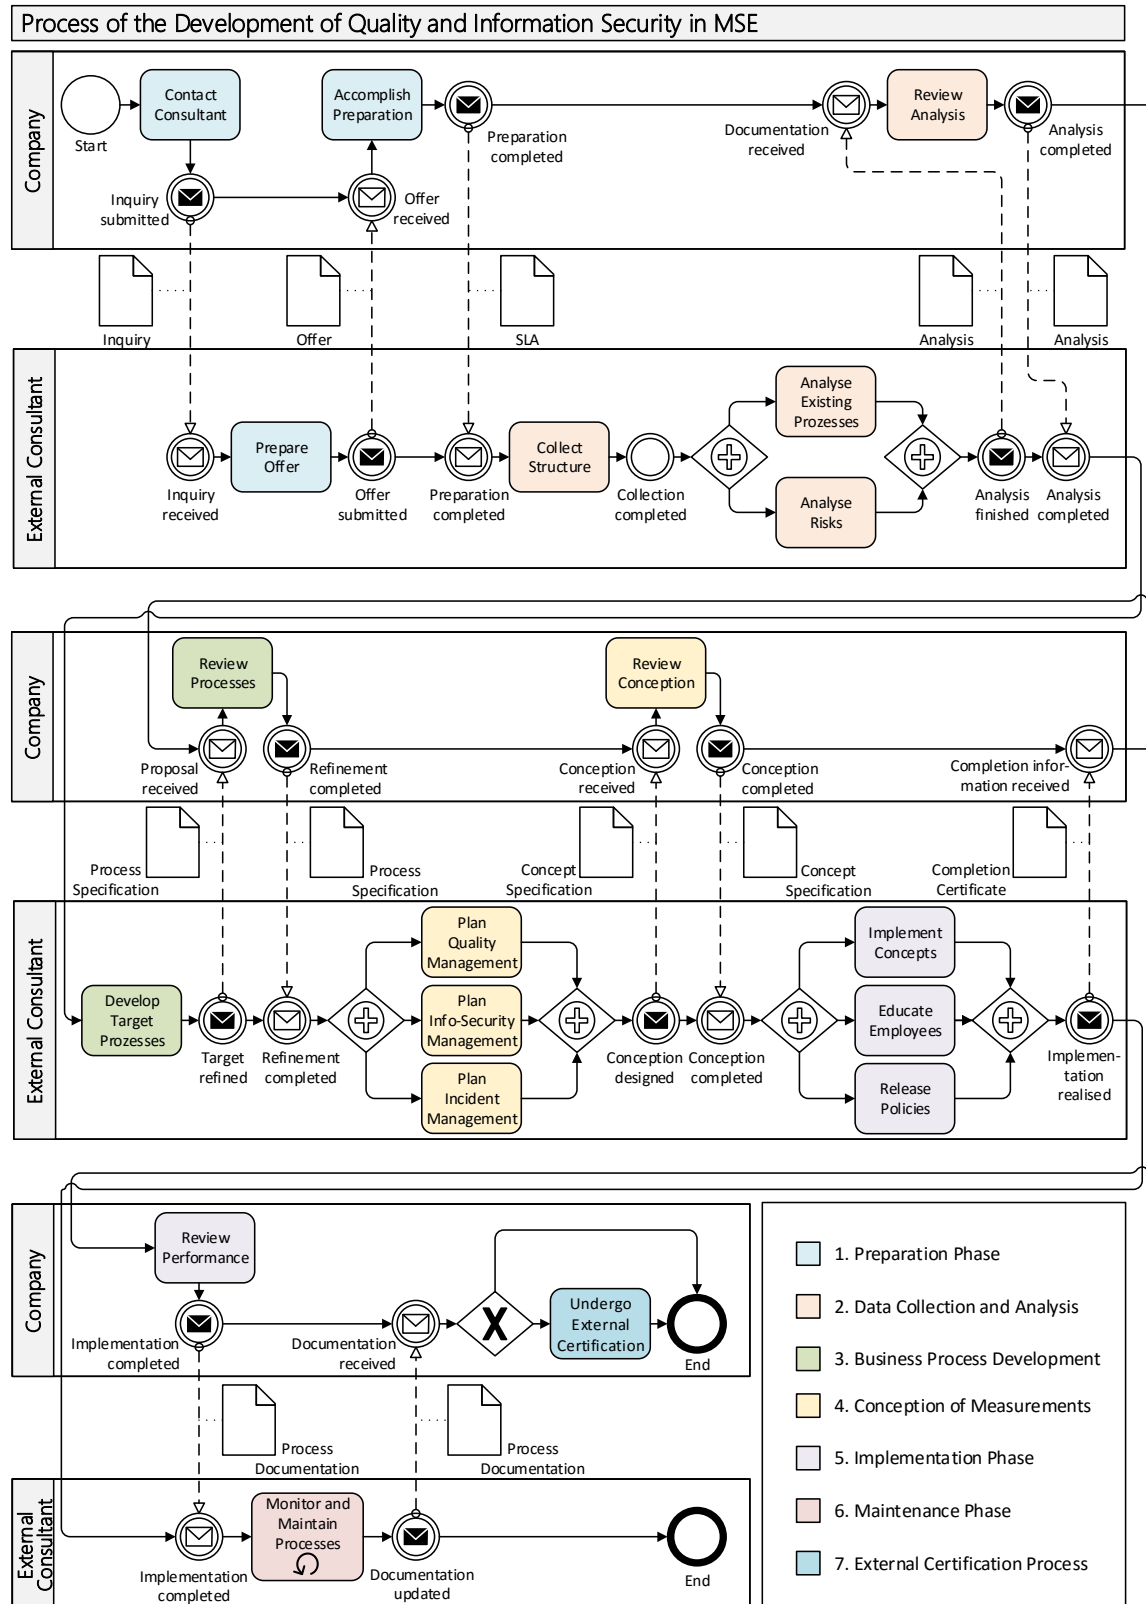 Process of the Development of Quality and Information Security in MSE
Company
Start
Contact
Consultant
Inquiry
submitted
Accomplish
Preparation
Offer
received
Preparation
completed
Documentation
received
Review
Analysis
Analysis
completed
Inquiry
Offer
SLA
Analysis
Analysis
External Consultant
Inquiry
received
Prepare
Offer
Offer
submitted
Preparation
completed
Collect
Structure
Collection
completed
Analyse
Existing
Prozesses
Analyse
Risks
Analysis
finished
Analysis
completed
Company
Review
Processes
Proposal
received
Refinement
completed
Review
Conception
Conception
received
Conception
completed
Completion infor-
mation received
Process
Specification
Process
Specification
Concept
Specification
Concept
Specification
Completion
Certificate
External Consultant
Develop
Target
Prozesses
Target
refined
Refinement
completed
Plan
Quality
Management
Plan
Info-Security
Management
Plan
Incident
Management
Conception
designed
Conception
completed
Implement
Concepts
Educate
Employees
Release
Policies
Implemen-
tation
realised
Company
Review
Performance
Implementation
completed
Documentation
received
X
Undergo
External
Certification
End
Process
Documentation
Process
Documentation
External
Consultant
Implementation
completed
Monitor and
Maintain
Processes
Documentation
updated
End
1. Preparation Phase
2. Data Collection and Analysis
3. Business Process Development
4. Conception of Measurements
5. Implementation Phase
6. Maintenance Phase
7. External Certification Process